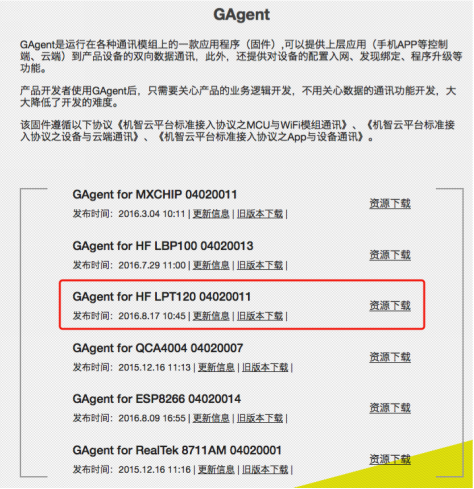 GAgent
GAgent是运行在各种通讯模组上的一款应用程序（固件）,可以提供上层应用（手机APP等控制
端、云端）到产品设备的双向数据通讯，此外，还提供对设备的配置入网、发现绑定、程序升级等
功能。
产品开发者使用GAgent后，只需要关心产品的业务逻辑开发，不用关心数据的通讯功能开发，大
大降低了开发的难度。
该固件遵循以下协议《机智云平台标准接入协议之MCU与WiFi模组通讯》、《机智云平台标准接
入协议之设备与云端通讯》、《机智云平台标准接入协议之App与设备通讯》。
GAgent for MXCHIP 04020011
资源下载
发布时间：2016.3.04 10:11 | 更新信息 | 旧版本下载 |
GAgent for HF LBP100 04020013
资源下载
发布时间：2016.7.29 11:00 | 更新信息 | 旧版本下载 |
GAgent for HF LPT120 04020011
资源下载
发布时间：2016.8.17 10:45 | 更新信息 | 旧版本下载 |
GAgent for QCA4004 04020007
资源下载
发布时间：2015.12.16 11:13 | 更新信息 | 旧版本下载 |
GAgent for ESP8266 04020014
资源下载
发布时间：2016.8.09 16:55 | 更新信息 | 旧版本下载 |
GAgent for RealTek 8711AM 04020001
资源下载
发布时间：2015.12.16 11:16 | 更新信息 | 旧版本下载 |